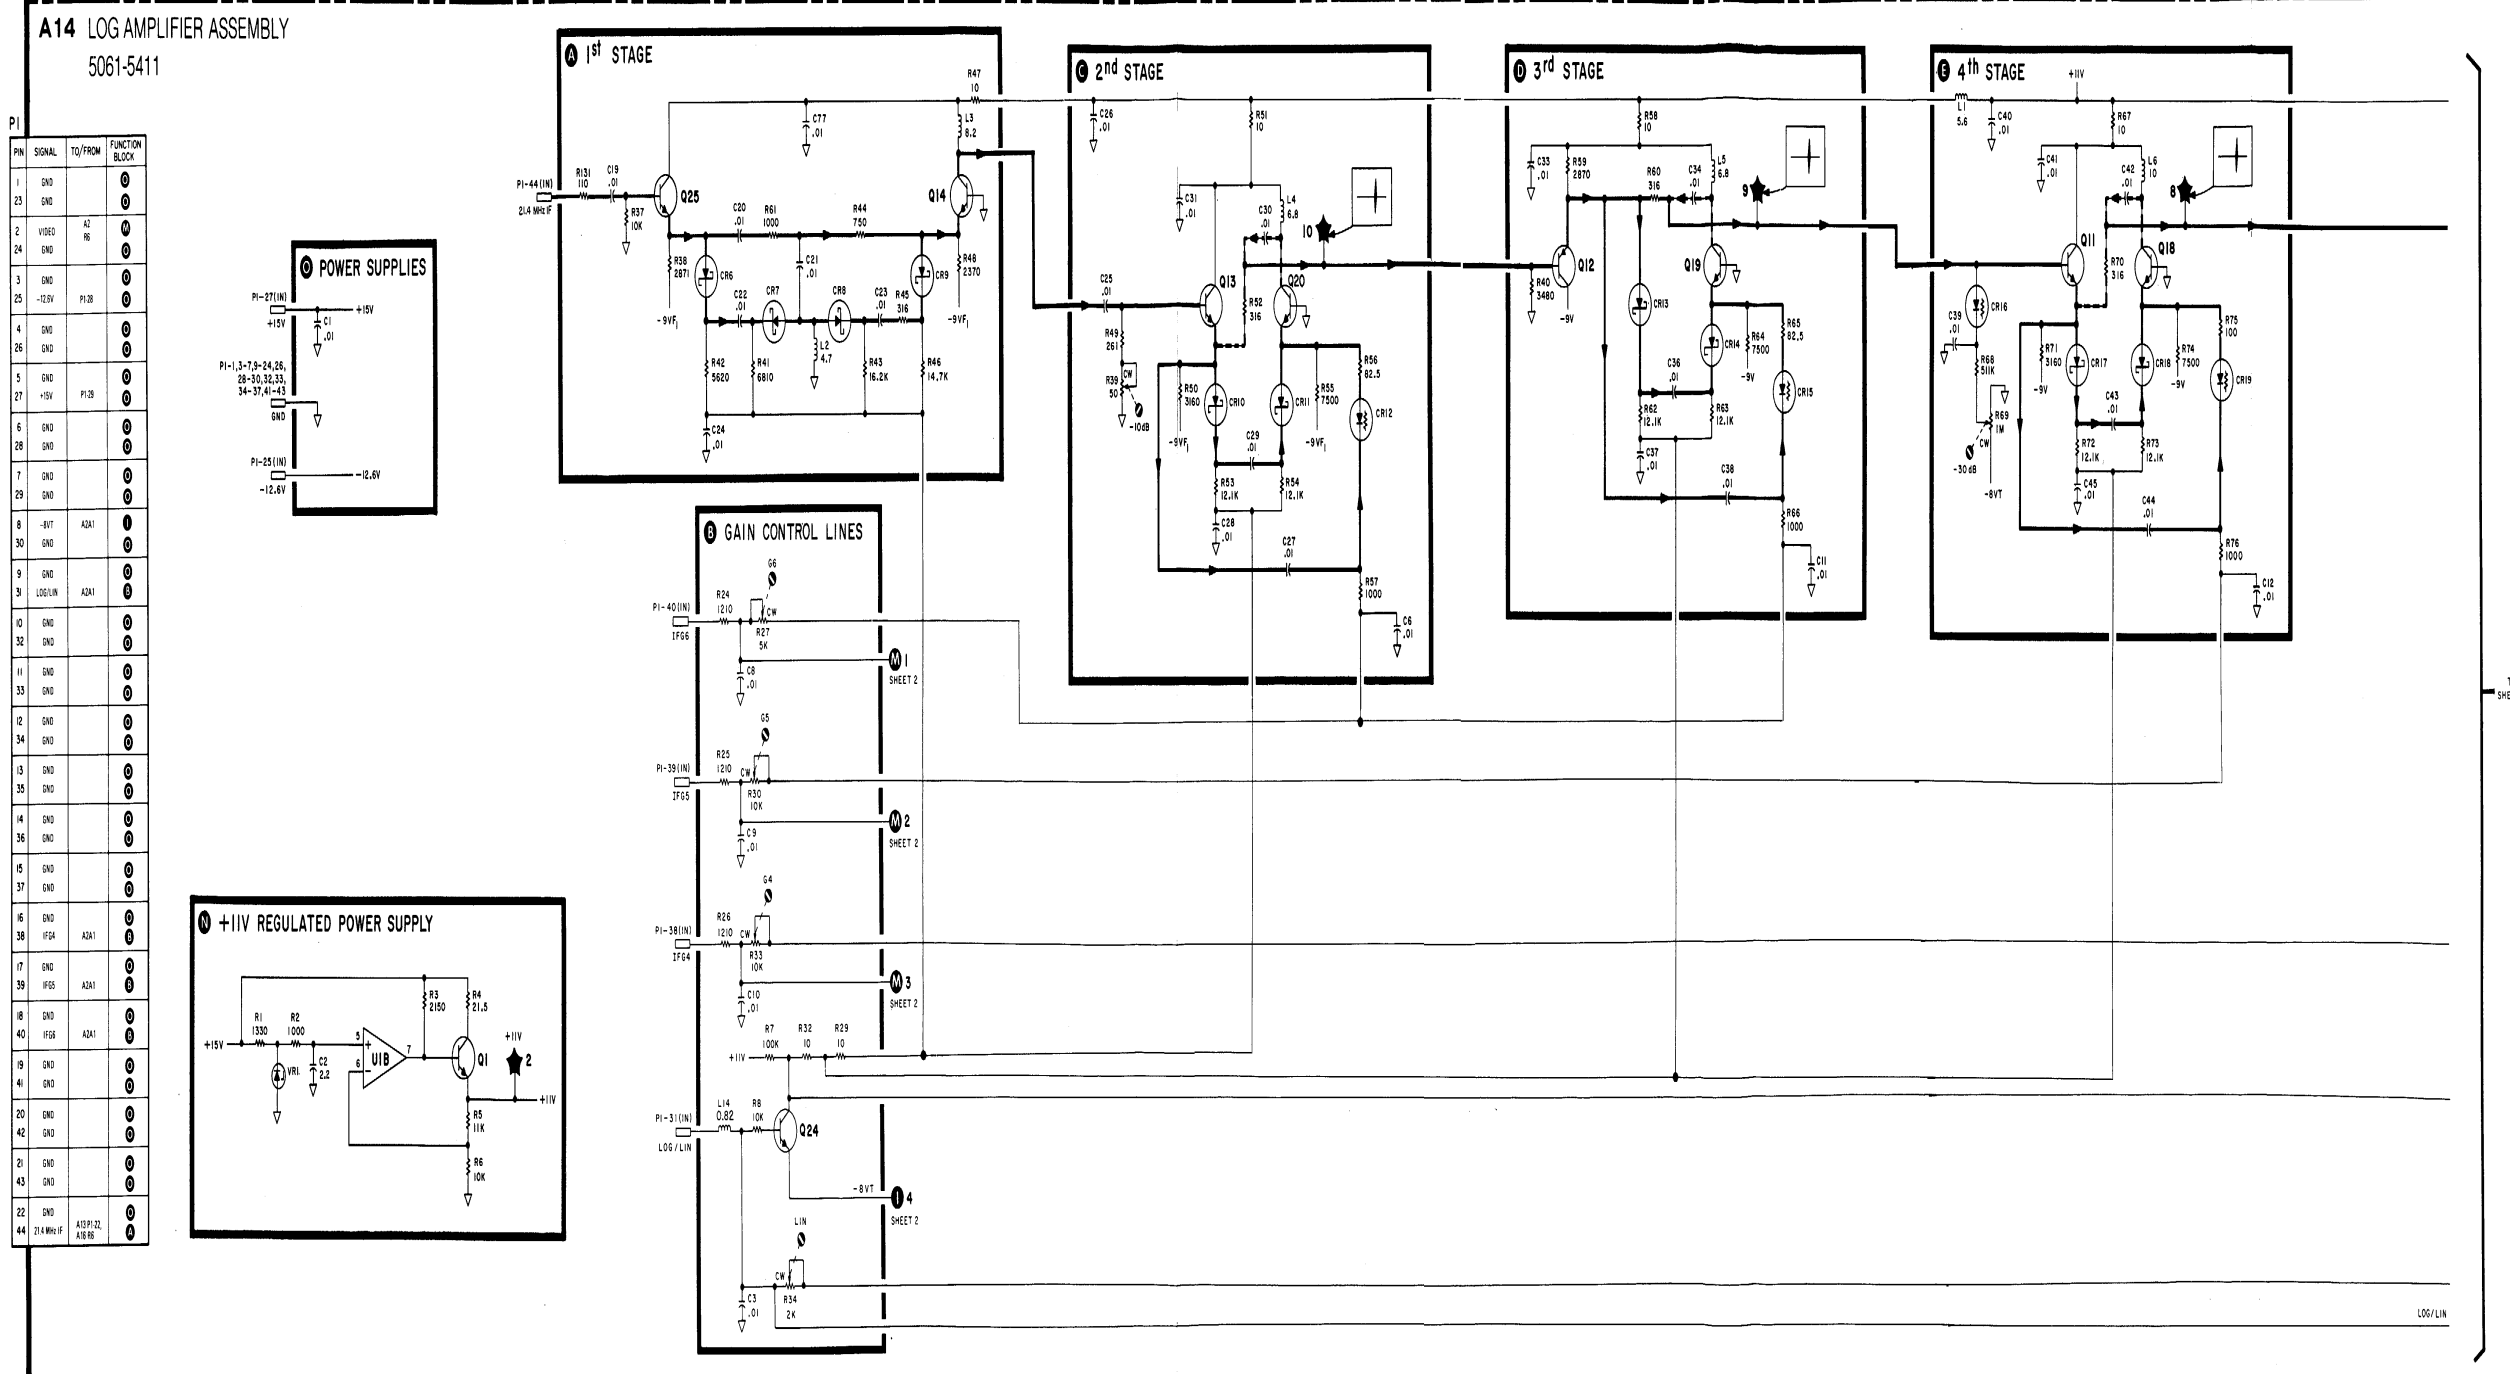 A14 LOG AMPLIFIER ASSEMBLY
5061-5411
P1
PIN SIGNAL TO/FROM FUNCTION BLOCK
1 GND O
23 GND O
2 VIDEO A2 R6 M
24 GND O
3 GND O
25 -12.6V P1-28 O
4 GND O
26 GND O
5 GND O
27 +15V P1-29 O
6 GND O
28 GND O
7 GND O
29 GND O
8 -8VT A2A1 I
30 GND O
9 GND O
31 LOG/LIN A2A1 B
10 GND O
32 GND O
11 GND O
33 GND O
12 GND O
34 GND O
13 GND O
35 GND O
14 GND O
36 GND O
15 GND O
37 GND O
16 GND O
38 IFG4 A2A1 B
17 GND O
39 IFG5 A2A1 B
18 GND O
40 IFG6 A2A1 B
19 GND O
41 GND O
20 GND O
42 GND O
21 GND O
43 GND O
22 GND O
44 21.4 MHz IF A13 P1-22, A16 R6 A
O POWER SUPPLIES
P1-27(IN)
+15V
+15V
C1
.01
P1-1,3-7,9-24,26,
28-30,32,33,
34-37,41-43
GND
P1-25(IN)
-12.6V
-12.6V
N +11V REGULATED POWER SUPPLY
+15V
R1
1330
R2
1000
VR1
C2
2.2
5
+
6
-
U1B
7
R3
2150
R4
21.5
Q1
+11V
2
+11V
R5
11K
R6
10K
A 1st STAGE
P1-44(IN)
21.4 MHz IF
R131
110
C19
.01
R37
10K
Q25
C77
.01
R47
10
L3
8.2
Q14
C20
.01
R61
1000
R44
750
R38
2871
-9VF1
CR6
C21
.01
CR9
R48
2370
-9VF1
C22
.01
CR7
CR8
C23
.01
R45
316
L2
4.7
R42
5620
R41
6810
R43
16.2K
R46
14.7K
C24
.01
B GAIN CONTROL LINES
P1-40(IN)
IFG6
R24
1210
G6
CW
R27
5K
C8
.01
M 1
SHEET 2
P1-39(IN)
IFG5
R25
1210
G5
CW
R30
10K
C9
.01
M 2
SHEET 2
P1-38(IN)
IFG4
R26
1210
G4
CW
R33
10K
C10
.01
M 3
SHEET 2
+11V
R7
100K
R32
10
R29
10
P1-31(IN)
LOG/LIN
L14
0.82
R8
10K
Q24
-8VT
I 4
SHEET 2
LIN
CW
R34
2K
C3
.01
C 2nd STAGE
C26
.01
R51
10
C31
.01
L4
6.8
C30
.01
10
C25
.01
Q13
R52
316
Q20
R49
261
CW
R39
50
-10dB
R50
3160
-9VF1
CR10
CR11
R55
7500
-9VF1
R56
82.5
CR12
C29
.01
R53
12.1K
R54
12.1K
C28
.01
C27
.01
R57
1000
C6
.01
D 3rd STAGE
R58
10
C33
.01
R59
2870
R60
316
C34
.01
L5
6.8
9
R40
3480
Q12
-9V
Q19
CR13
CR14
R64
7500
-9V
R65
82.5
CR15
C36
.01
R62
12.1K
R63
12.1K
C37
.01
C38
.01
R66
1000
C11
.01
E 4th STAGE
+11V
L1
5.6
C40
.01
R67
10
C41
.01
L6
10
C42
.01
8
Q11
R70
316
Q18
CR16
C39
.01
R68
511K
R69
1M
CW
-30dB
-8VT
R71
3160
-9V
CR17
CR18
R74
7500
-9V
R75
100
CR19
C43
.01
R72
12.1K
R73
12.1K
C45
.01
C44
.01
R76
1000
C12
.01
LOG/LIN